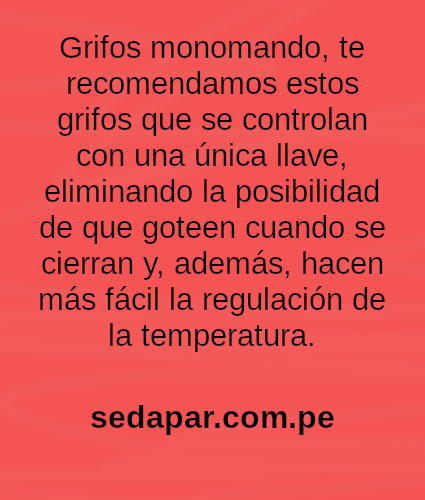 Grifos monomando, te
recomendamos estos
grifos que se controlan
con una única llave,
eliminando la posibilidad
de que goteen cuando se
cierran y, además, hacen
más fácil la regulación de
la temperatura.
sedapar.com.pe